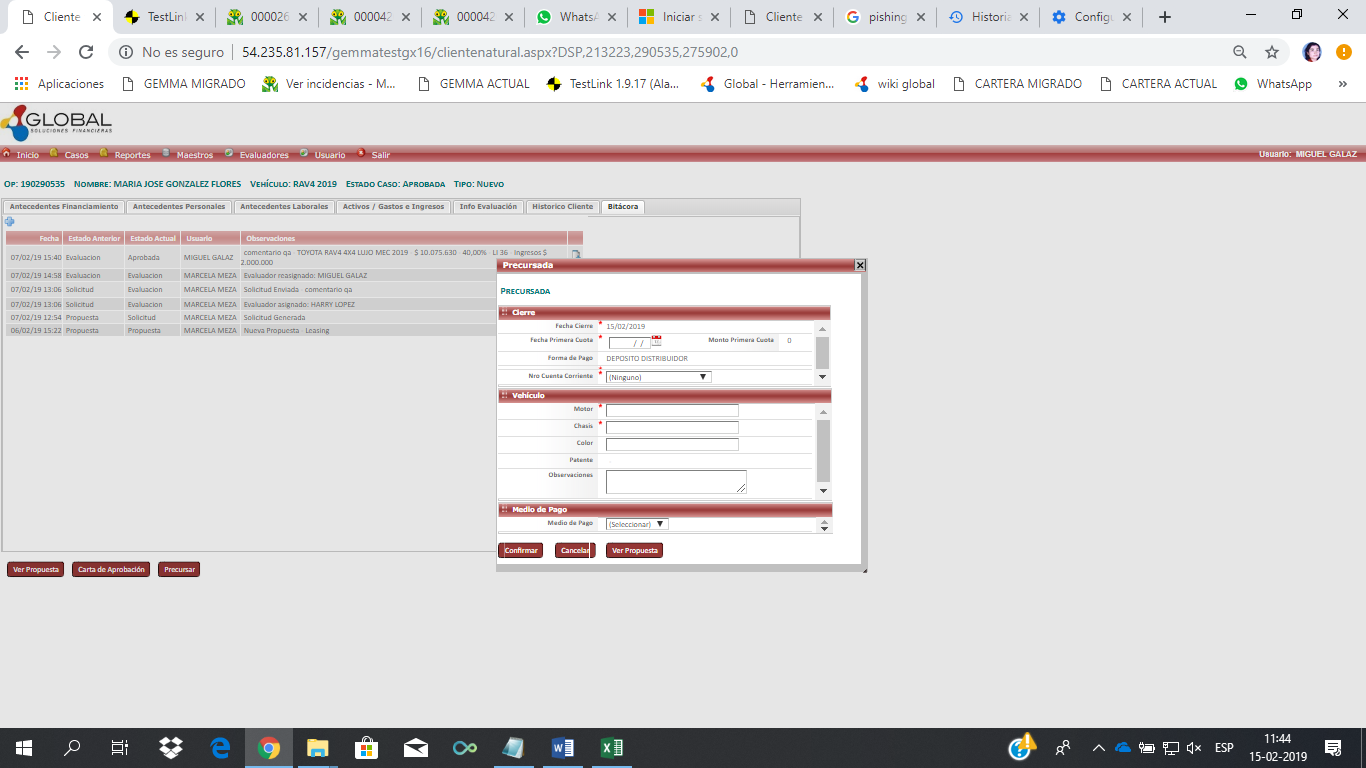 Cliente TestLink 000026 000042 000042 WhatsA Iniciar s Cliente pishing Historia Configu
No es seguro 54.235.81.157/gemmatestgx16/clientenatural.aspx?DSP,213223,290535,275902,0
Aplicaciones GEMMA MIGRADO Ver incidencias - M... GEMMA ACTUAL TestLink 1.9.17 (Ala... Global - Herramien... wiki global CARTERA MIGRADO CARTERA ACTUAL WhatsApp »
GLOBAL
SOLUCIONES FINANCIERAS
Inicio Casos Reportes Maestros Evaluadores Usuario Salir Usuario: MIGUEL GALAZ
Op: 190290535 Nombre: MARIA JOSE GONZALEZ FLORES Vehículo: RAV4 2019 Estado Caso: Aprobada Tipo: Nuevo
Antecedentes Financiamiento Antecedentes Personales Antecedentes Laborales Activos / Gastos e Ingresos Info Evaluación Historico Cliente Bitácora
Fecha Estado Anterior Estado Actual Usuario Observaciones
07/02/19 15:40 Evaluacion Aprobada MIGUEL GALAZ comentario qa TOYOTA RAV4 4X4 LUJO MEC 2019 $ 10.075.630 40,00% LI 36 Ingresos $
2.000.000
07/02/19 14:58 Evaluacion Evaluacion MARCELA MEZA Evaluador reasignado: MIGUEL GALAZ
07/02/19 13:06 Solicitud Evaluacion MARCELA MEZA Solicitud Enviada comentario qa
07/02/19 13:06 Solicitud Evaluacion MARCELA MEZA Evaluador asignado: HARRY LOPEZ
07/02/19 12:54 Propuesta Solicitud MARCELA MEZA Solicitud Generada
06/02/19 15:22 Propuesta Propuesta MARCELA MEZA Nueva Propuesta Leasing
Precursada
Precursada
Cierre
Fecha Cierre * 15/02/2019
Fecha Primera Cuota * / / Monto Primera Cuota 0
Forma de Pago DEPOSITO DISTRIBUIDOR
Nro Cuenta Corriente * * (Ninguno)
Vehículo
Motor *
Chasis *
Color
Patente
Observaciones
Medio de Pago
Medio de Pago (Seleccionar)
Confirmar Cancelar Ver Propuesta
Ver Propuesta Carta de Aprobación Precursar
ESP 11:44
15-02-2019